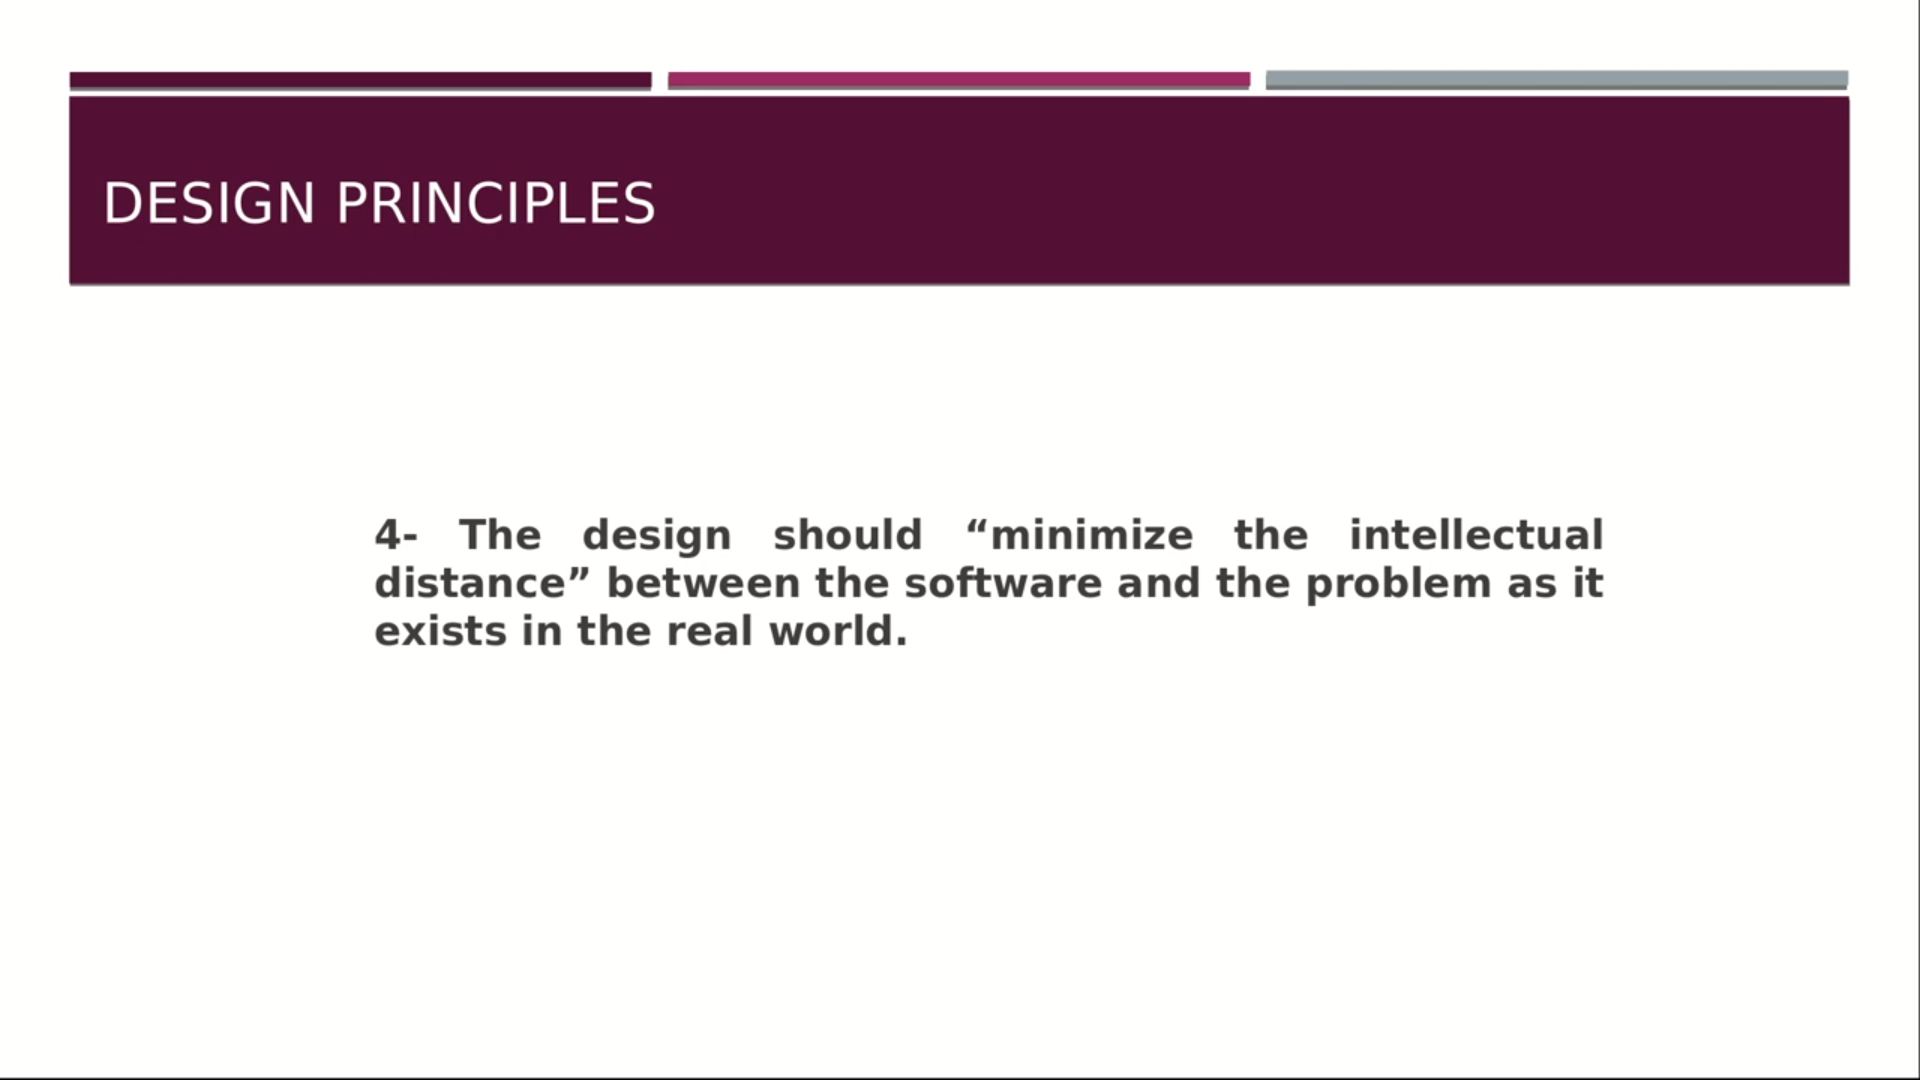 DESIGN PRINCIPLES
4- The design should “minimize the intellectual
distance” between the software and the problem as it
exists in the real world.